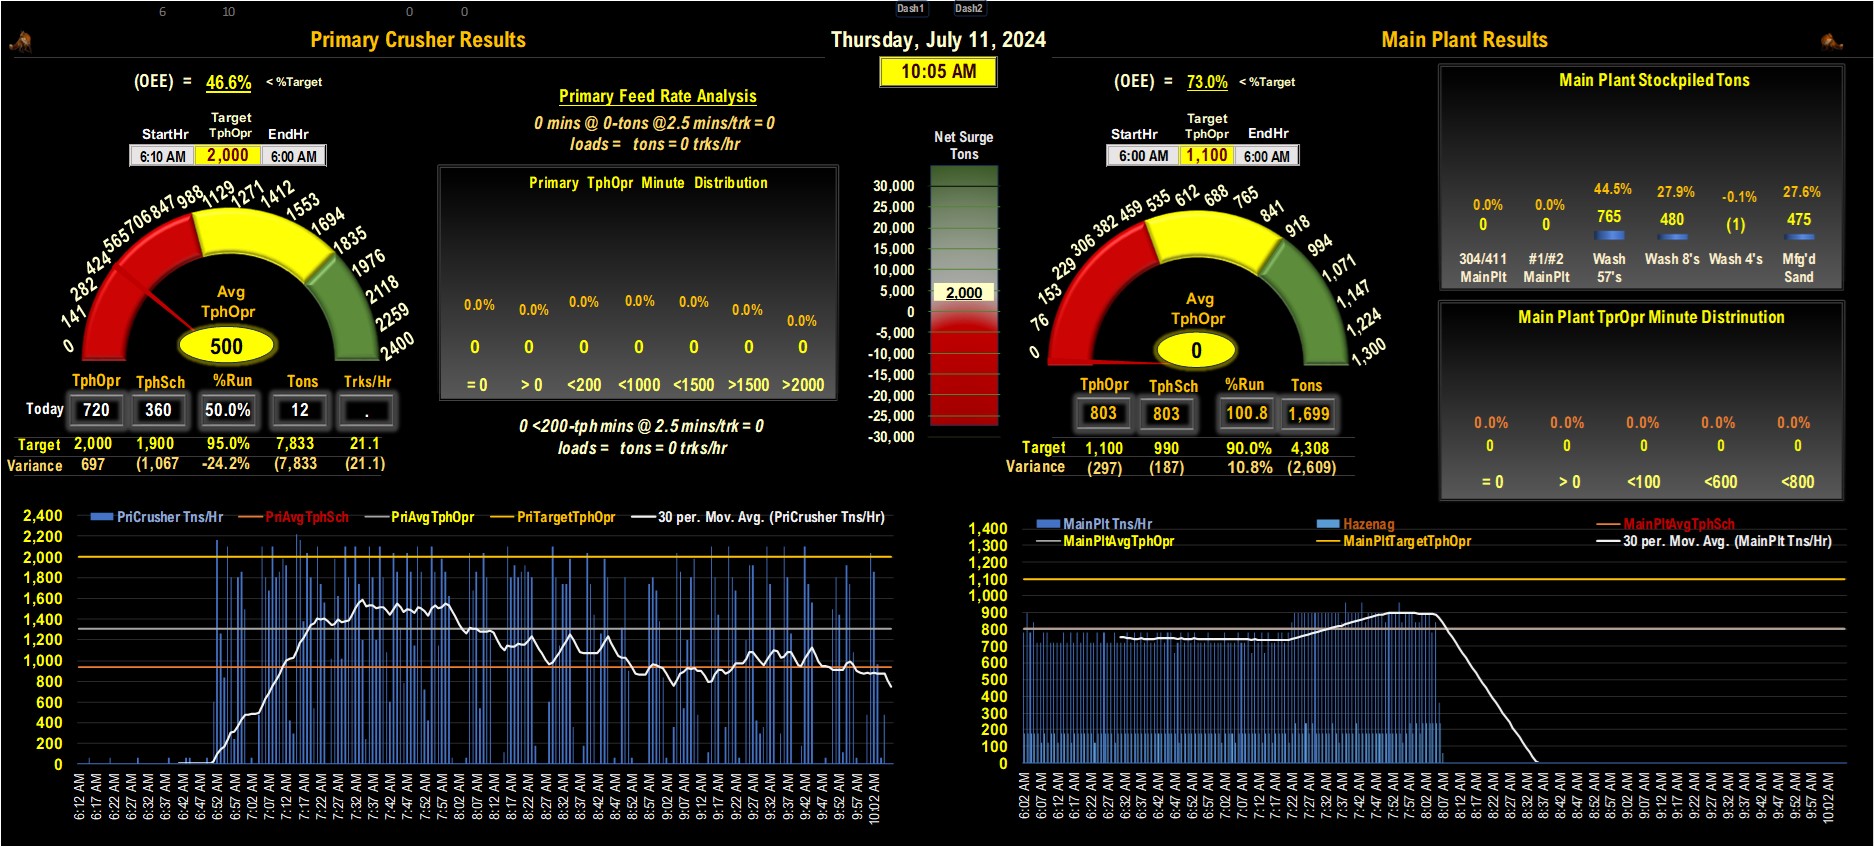 6 10 0 0 Dash1 Dash2
Primary Crusher Results
Thursday, July 11, 2024
Main Plant Results
10:05 AM
(OEE) = 46.6% < %Target
Target
StartHr TphOpr EndHr
6:10 AM 2,000 6:00 AM
0 141 282 424 565 706 847 988 1129 1271 1412 1553 1694 1835 1976 2118 2259 2400
Avg
TphOpr
500
TphOpr TphSch %Run Tons Trks/Hr
Today 720 360 50.0% 12 .
Target 2,000 1,900 95.0% 7,833 21.1
Variance 697 (1,067 -24.2% (7,833 (21.1)
Primary Feed Rate Analysis
0 mins @ 0-tons @2.5 mins/trk = 0
loads = tons = 0 trks/hr
Primary TphOpr Minute Distribution
0.0% 0.0% 0.0% 0.0% 0.0% 0.0% 0.0%
0 0 0 0 0 0 0
= 0 > 0 <200 <1000 <1500 >1500 >2000
0 <200-tph mins @ 2.5 mins/trk = 0
loads = tons = 0 trks/hr
Net Surge
Tons
30,000
25,000
20,000
15,000
10,000
5,000
2,000
0
-5,000
-10,000
-15,000
-20,000
-25,000
-30,000
(OEE) = 73.0% < %Target
Target
StartHr TphOpr EndHr
6:00 AM 1,100 6:00 AM
0 76 153 229 306 382 459 535 612 688 765 841 918 994 1,071 1,147 1,224 1,300
Avg
TphOpr
0
TphOpr TphSch %Run Tons
803 803 100.8 1,699
Target 1,100 990 90.0% 4,308
Variance (297) (187) 10.8% (2,609)
Main Plant Stockpiled Tons
0.0% 0.0% 44.5% 27.9% -0.1% 27.6%
0 0 765 480 (1) 475
304/411 #1/#2 Wash Wash 8's Wash 4's Mfg'd
MainPlt MainPlt 57's Sand
Main Plant TprOpr Minute Distrinution
0.0% 0.0% 0.0% 0.0% 0.0%
0 0 0 0 0
= 0 > 0 <100 <600 <800
PriCrusher Tns/Hr PriAvgTphSch PriAvgTphOpr PriTargetTphOpr 30 per. Mov. Avg. (PriCrusher Tns/Hr)
2,400
2,200
2,000
1,800
1,600
1,400
1,200
1,000
800
600
400
200
0
6:12 AM 6:17 AM 6:22 AM 6:27 AM 6:32 AM 6:37 AM 6:42 AM 6:47 AM 6:52 AM 6:57 AM 7:02 AM 7:07 AM 7:12 AM 7:17 AM 7:22 AM 7:27 AM 7:32 AM 7:37 AM 7:42 AM 7:47 AM 7:52 AM 7:57 AM 8:02 AM 8:07 AM 8:12 AM 8:17 AM 8:22 AM 8:27 AM 8:32 AM 8:37 AM 8:42 AM 8:47 AM 8:52 AM 8:57 AM 9:02 AM 9:07 AM 9:12 AM 9:17 AM 9:22 AM 9:27 AM 9:32 AM 9:37 AM 9:42 AM 9:47 AM 9:52 AM 9:57 AM 10:02 AM
MainPlt Tns/Hr Hazenag MainPltAvgTphSch
MainPltAvgTphOpr MainPltTargetTphOpr 30 per. Mov. Avg. (MainPlt Tns/Hr)
1,400
1,300
1,200
1,100
1,000
900
800
700
600
500
400
300
200
100
0
6:02 AM 6:07 AM 6:12 AM 6:17 AM 6:22 AM 6:27 AM 6:32 AM 6:37 AM 6:42 AM 6:47 AM 6:52 AM 6:57 AM 7:02 AM 7:07 AM 7:12 AM 7:17 AM 7:22 AM 7:27 AM 7:32 AM 7:37 AM 7:42 AM 7:47 AM 7:52 AM 7:57 AM 8:02 AM 8:07 AM 8:12 AM 8:17 AM 8:22 AM 8:27 AM 8:32 AM 8:37 AM 8:42 AM 8:47 AM 8:52 AM 8:57 AM 9:02 AM 9:07 AM 9:12 AM 9:17 AM 9:22 AM 9:27 AM 9:32 AM 9:37 AM 9:42 AM 9:47 AM 9:52 AM 9:57 AM 10:02 AM